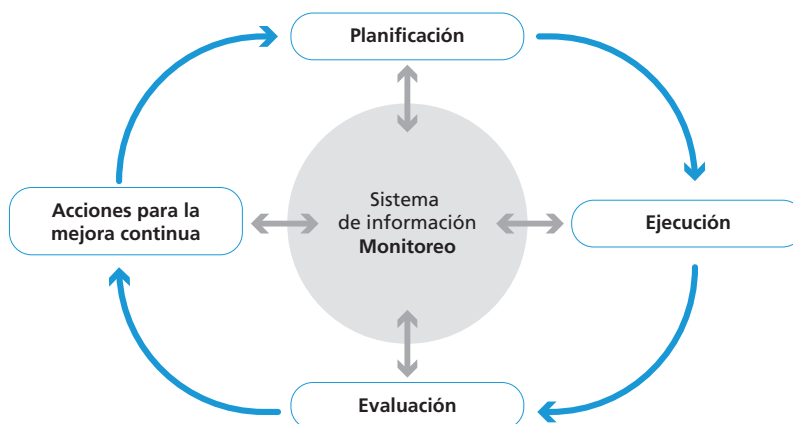 Planificación
Sistema
de información
Monitoreo
Acciones para la
mejora continua
Ejecución
Evaluación